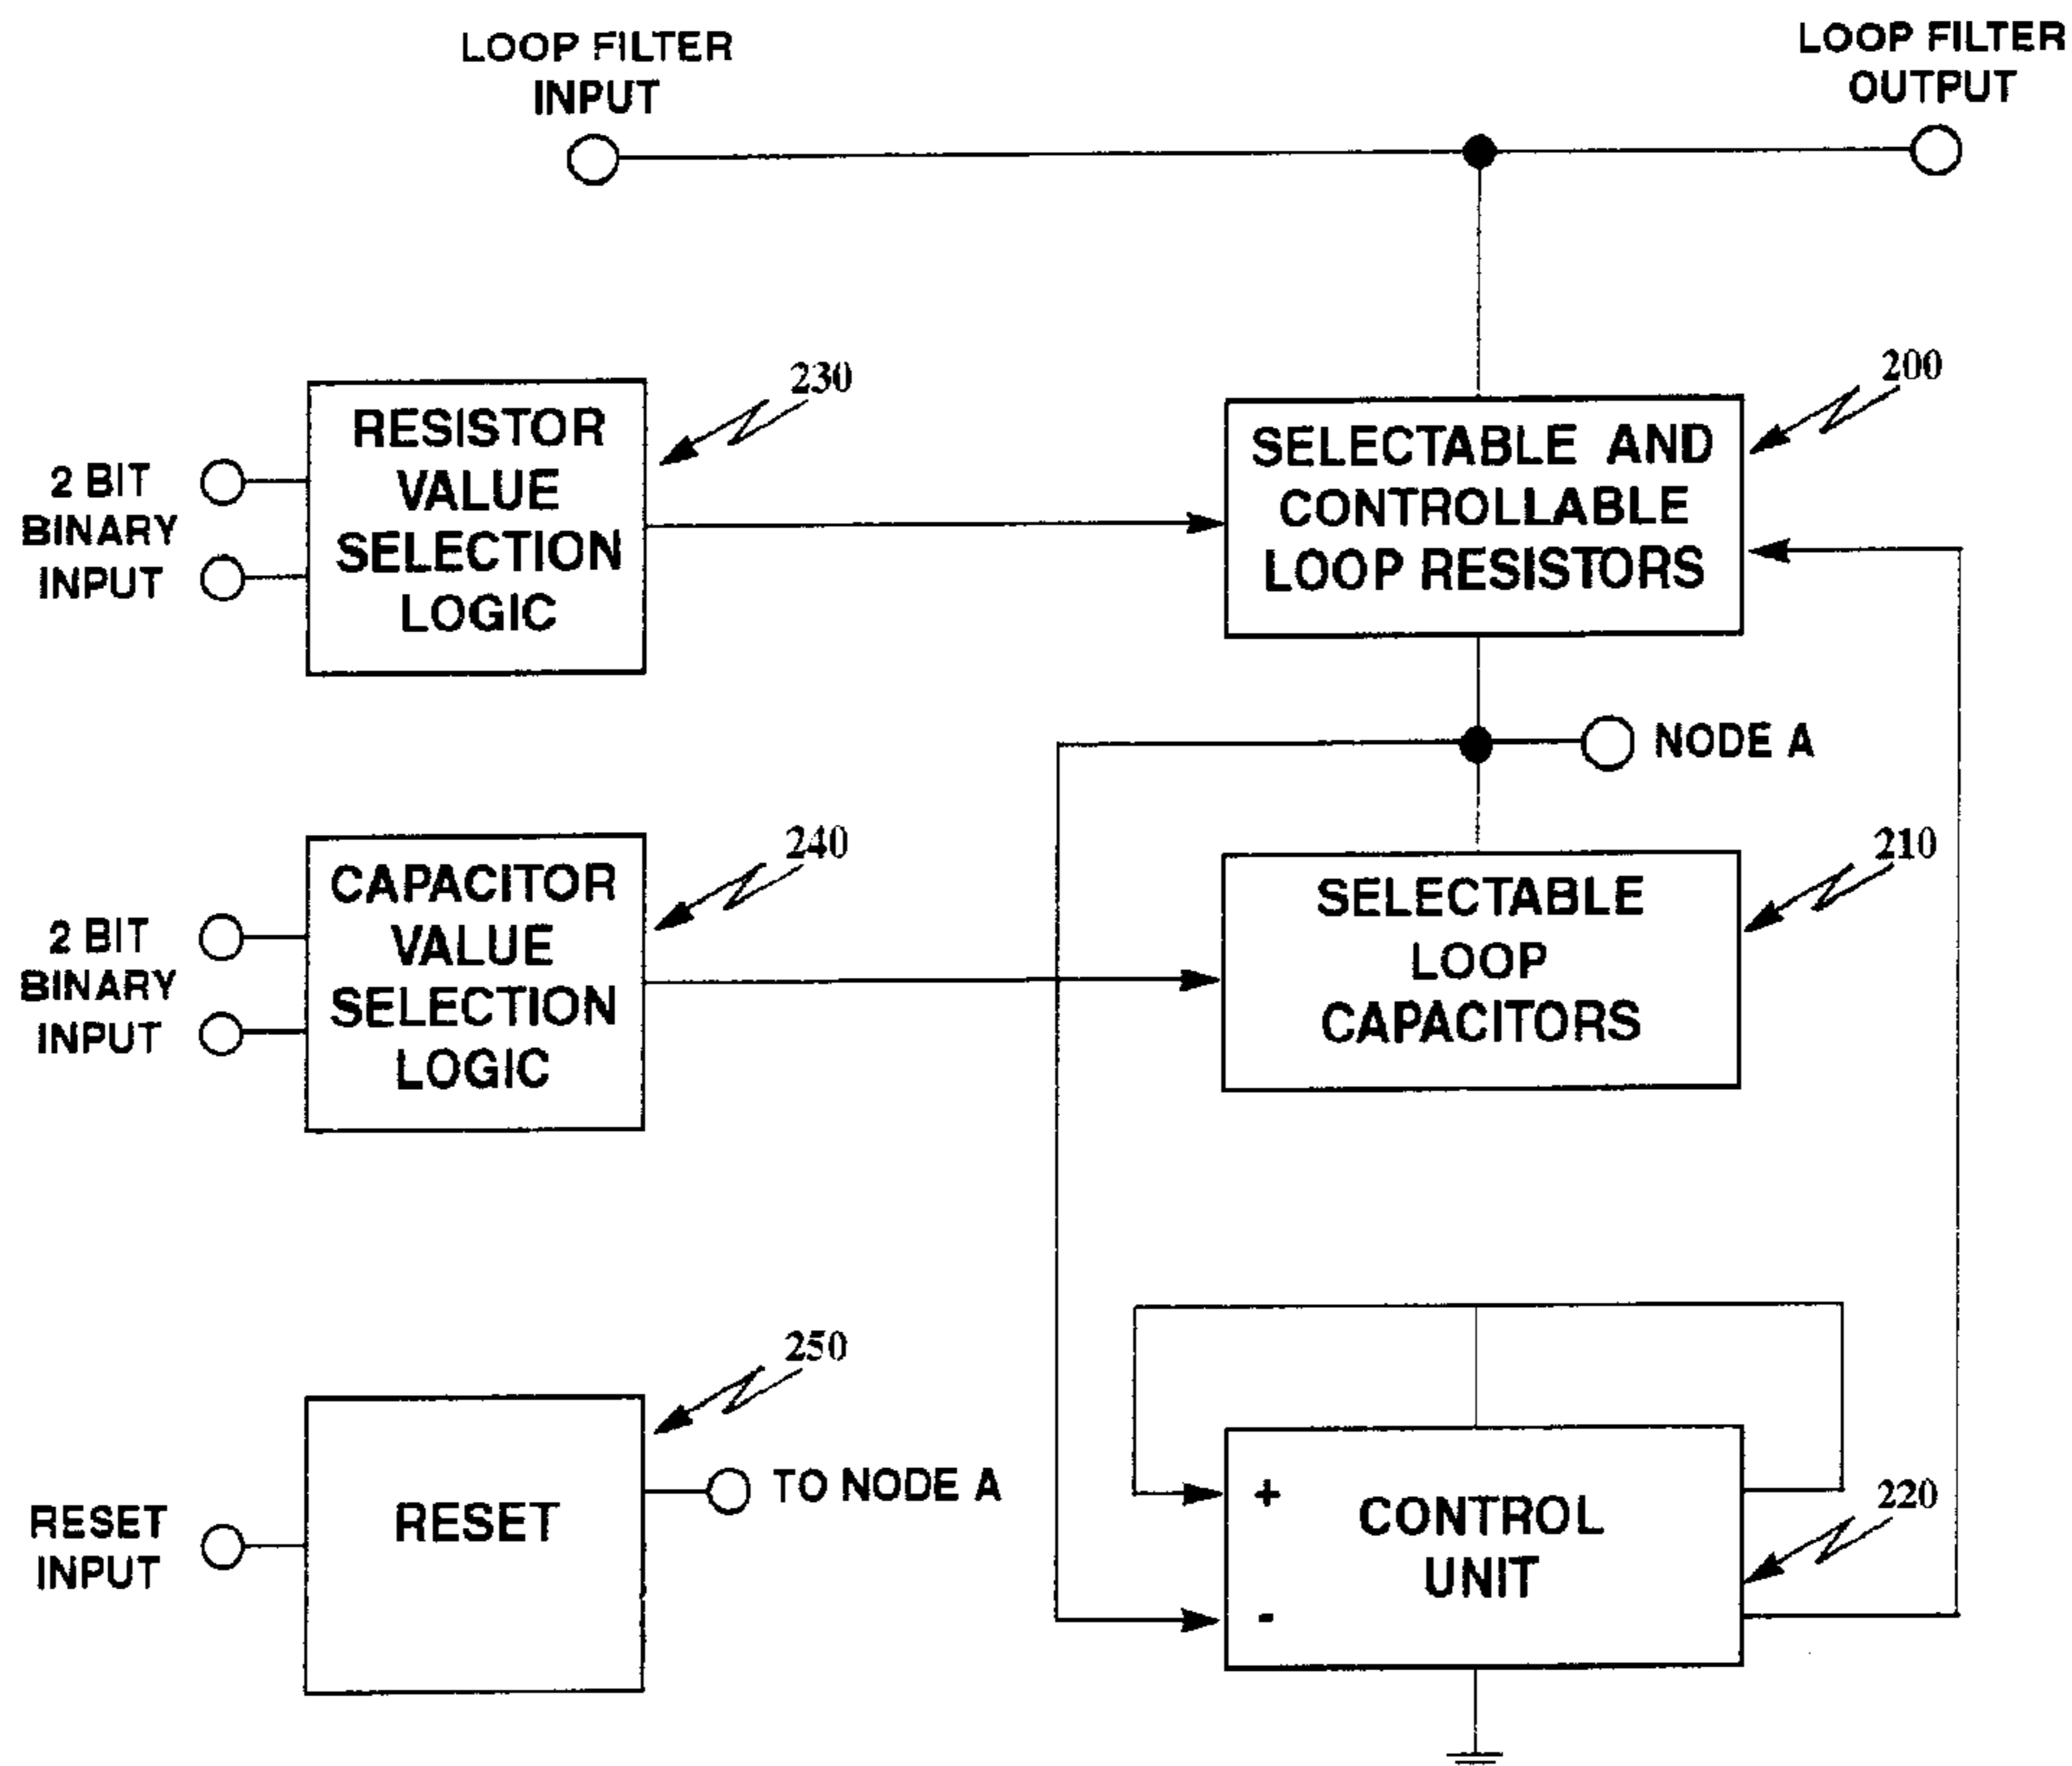 LOOP FILTER
INPUT
LOOP FILTER
OUTPUT
230
200
RESISTOR
VALUE
SELECTION
LOGIC
2 BIT
BINARY
INPUT
SELECTABLE AND
CONTROLLABLE
LOOP RESISTORS
NODE A
240
210
CAPACITOR
VALUE
SELECTION
LOGIC
2 BIT
BINARY
INPUT
SELECTABLE
LOOP
CAPACITORS
250
RESET
TO NODE A
RESET
INPUT
220
+
CONTROL
UNIT
-